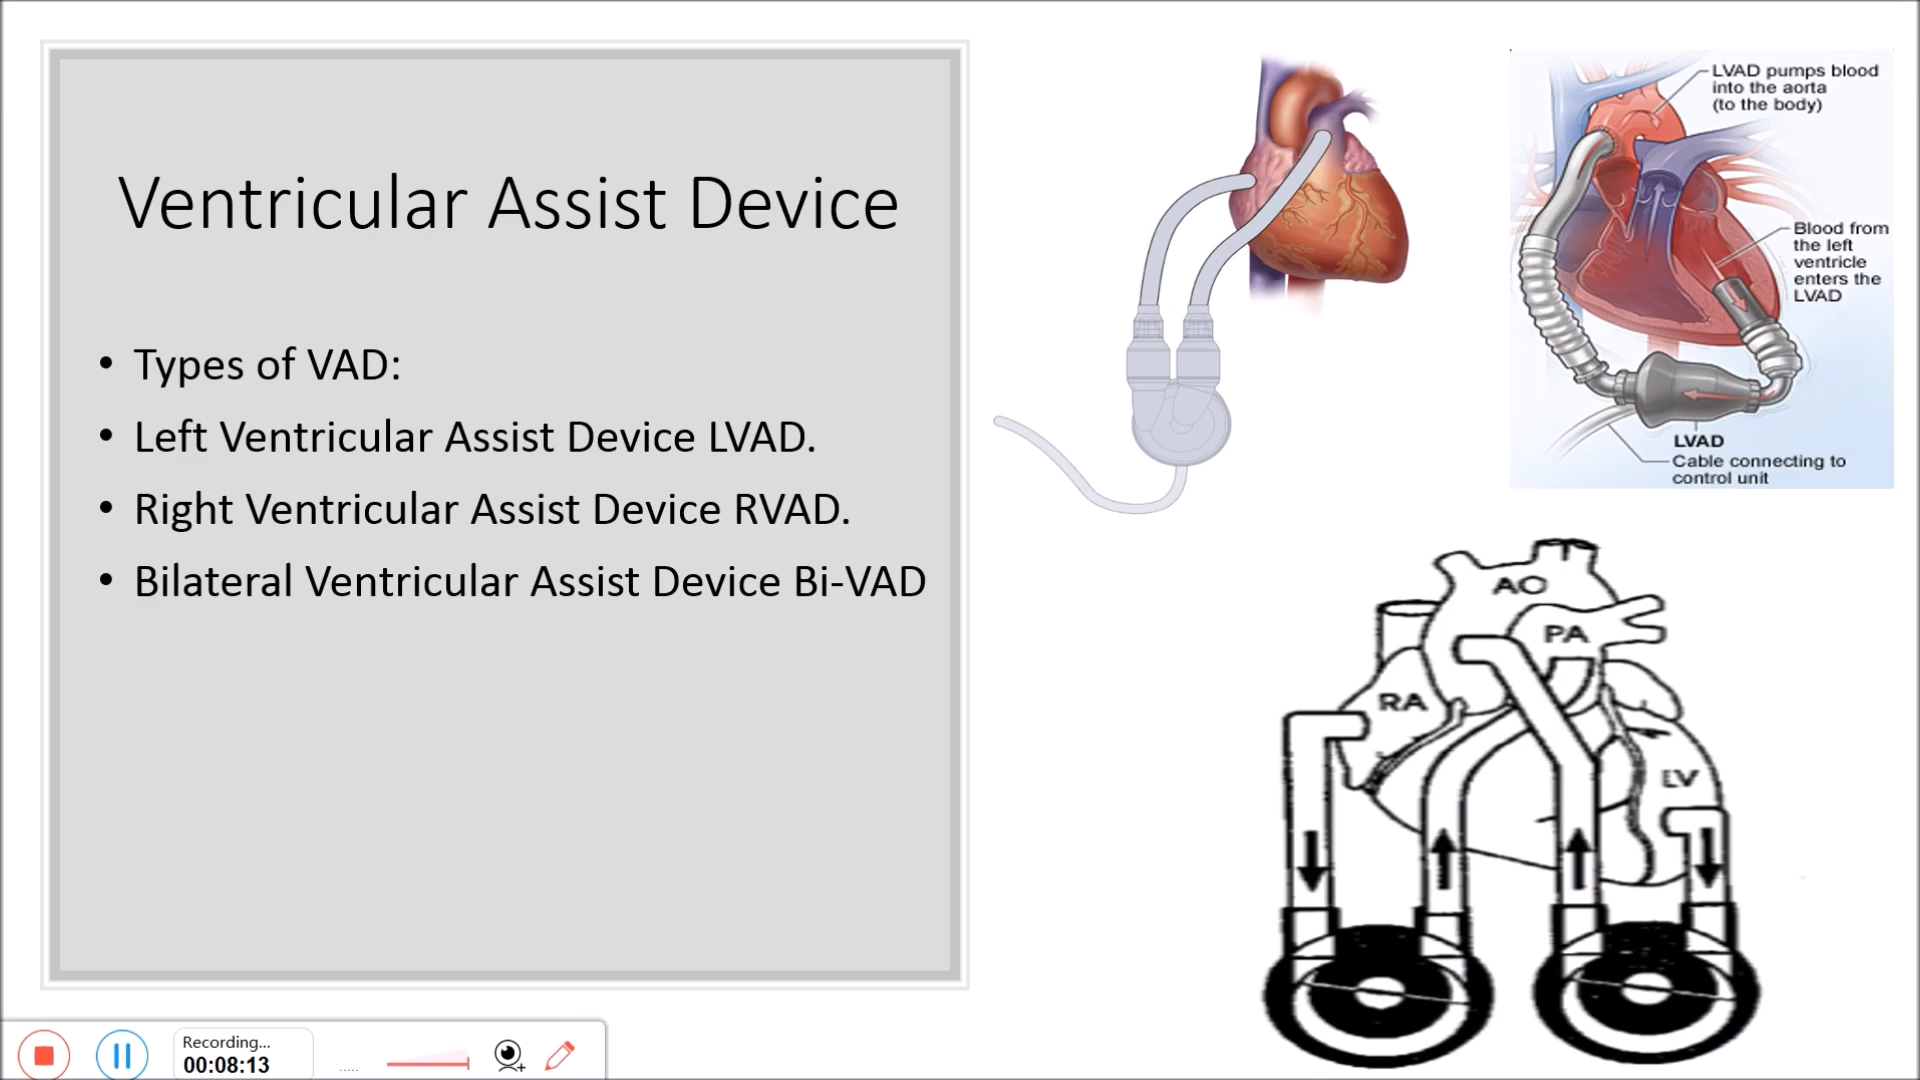 Ventricular Assist Device
• Types of VAD:
• Left Ventricular Assist Device LVAD.
• Right Ventricular Assist Device RVAD.
• Bilateral Ventricular Assist Device Bi-VAD
LVAD pumps blood
into the aorta
(to the body)
Blood from
the left
ventricle
enters the
LVAD
LVAD
Cable connecting to
control unit
AO
PA
RA
LV
Recording...
00:08:13